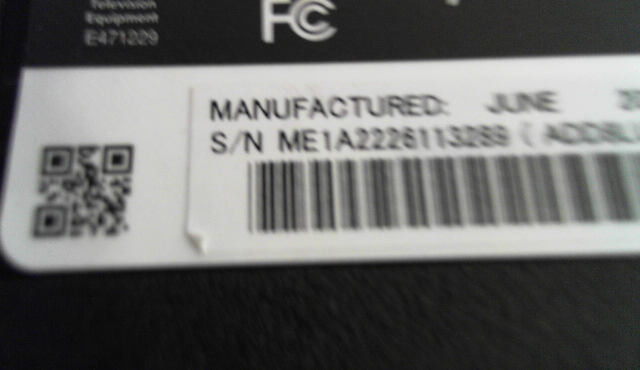 Television
Equipment
E471229
FC
MANUFACTURED: JUNE
S/N ME1A2226113289